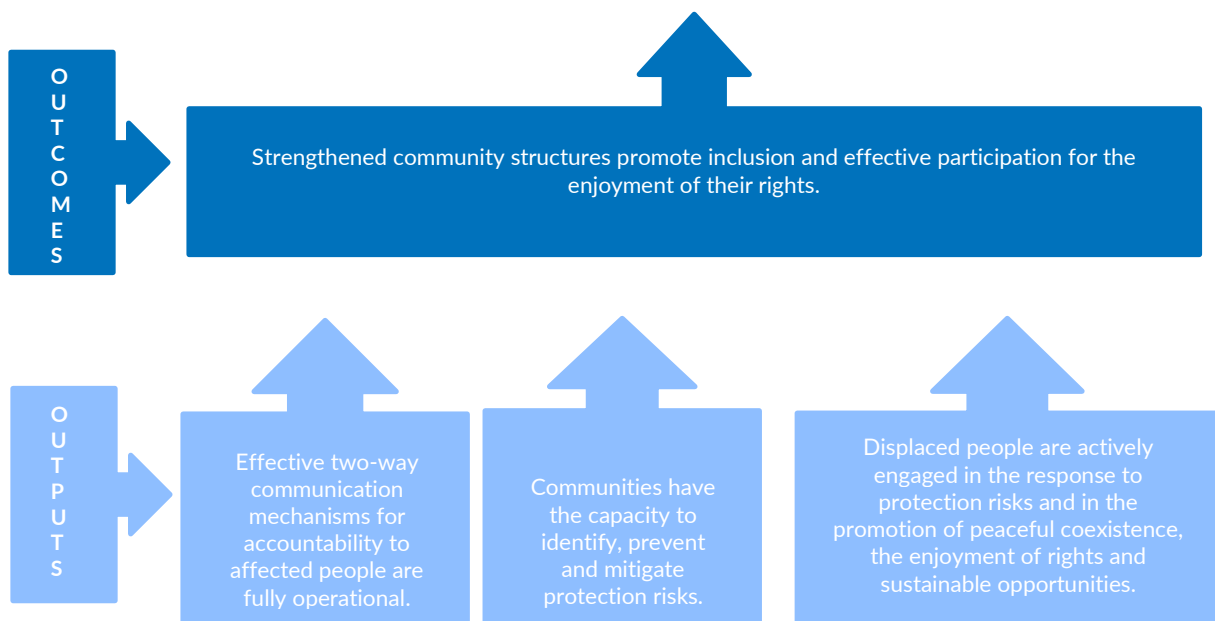 OUTCOMES
Strengthened community structures promote inclusion and effective participation for the
enjoyment of their rights.
OUTPUTS
Effective two-way
communication
mechanisms for
accountability to
affected people are
fully operational.
Communities have
the capacity to
identify, prevent
and mitigate
protection risks.
Displaced people are actively
engaged in the response to
protection risks and in the
promotion of peaceful coexistence,
the enjoyment of rights and
sustainable opportunities.